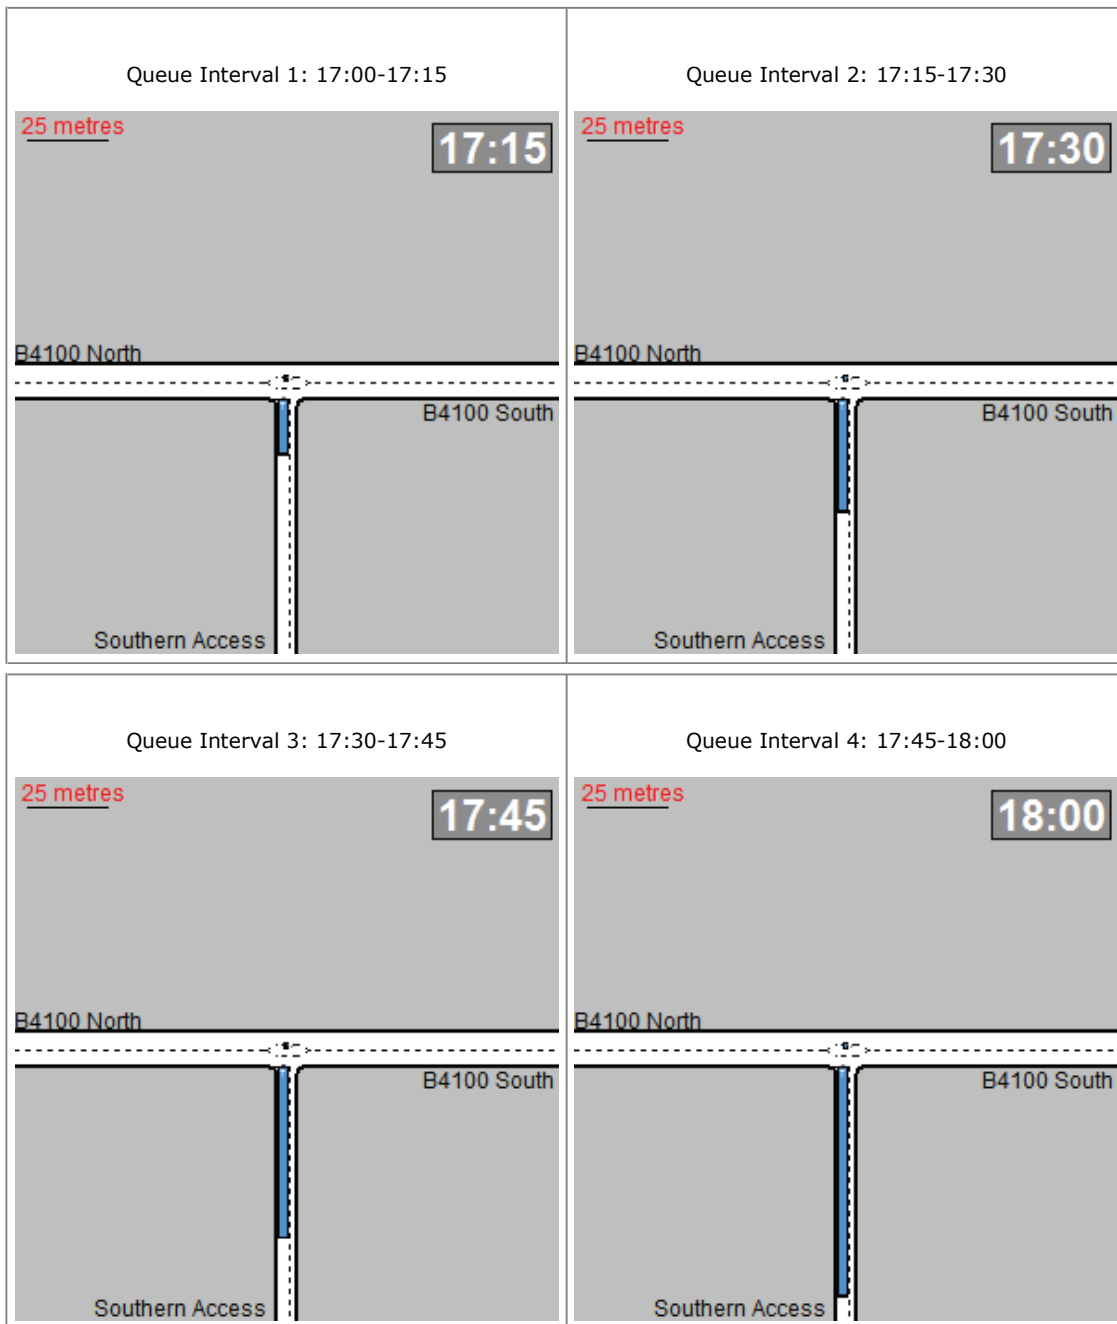 Queue Interval 1: 17:00-17:15
25 metres
17:15
B4100 North
B4100 South
Southern Access
Queue Interval 2: 17:15-17:30
25 metres
17:30
B4100 North
B4100 South
Southern Access
Queue Interval 3: 17:30-17:45
25 metres
17:45
B4100 North
B4100 South
Southern Access
Queue Interval 4: 17:45-18:00
25 metres
18:00
B4100 North
B4100 South
Southern Access